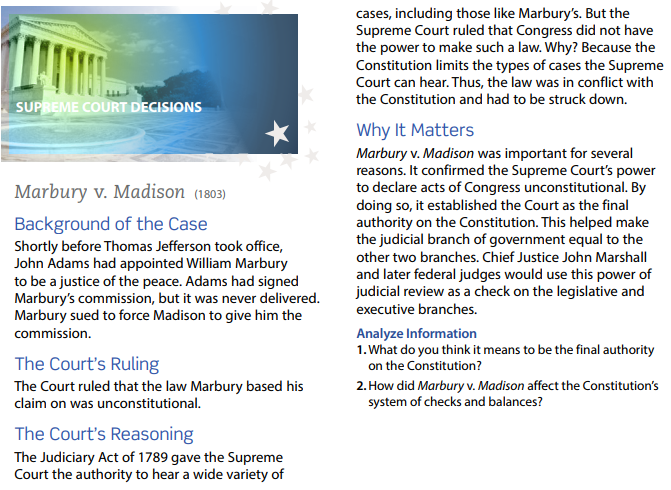 SUPREME COURT DECISIONS
Marbury v. Madison (1803)
Background of the Case
Shortly before Thomas Jefferson took office,
John Adams had appointed William Marbury
to be a justice of the peace. Adams had signed
Marbury's commission, but it was never delivered.
Marbury sued to force Madison to give him the
commission.
The Court's Ruling
The Court ruled that the law Marbury based his
claim on was unconstitutional.
The Court's Reasoning
The Judiciary Act of 1789 gave the Supreme
Court the authority to hear a wide variety of
cases, including those like Marbury's. But the
Supreme Court ruled that Congress did not have
the power to make such a law. Why? Because the
Constitution limits the types of cases the Supreme
Court can hear. Thus, the law was in conflict with
the Constitution and had to be struck down.
Why It Matters
Marbury v. Madison was important for several
reasons. It confirmed the Supreme Court's power
to declare acts of Congress unconstitutional. By
doing so, it established the Court as the final
authority on the Constitution. This helped make
the judicial branch of government equal to the
other two branches. Chief Justice John Marshall
and later federal judges would use this power of
judicial review as a check on the legislative and
executive branches.
Analyze Information
1. What do you think it means to be the final authority
on the Constitution?
2. How did Marbury v. Madison affect the Constitution's
system of checks and balances?